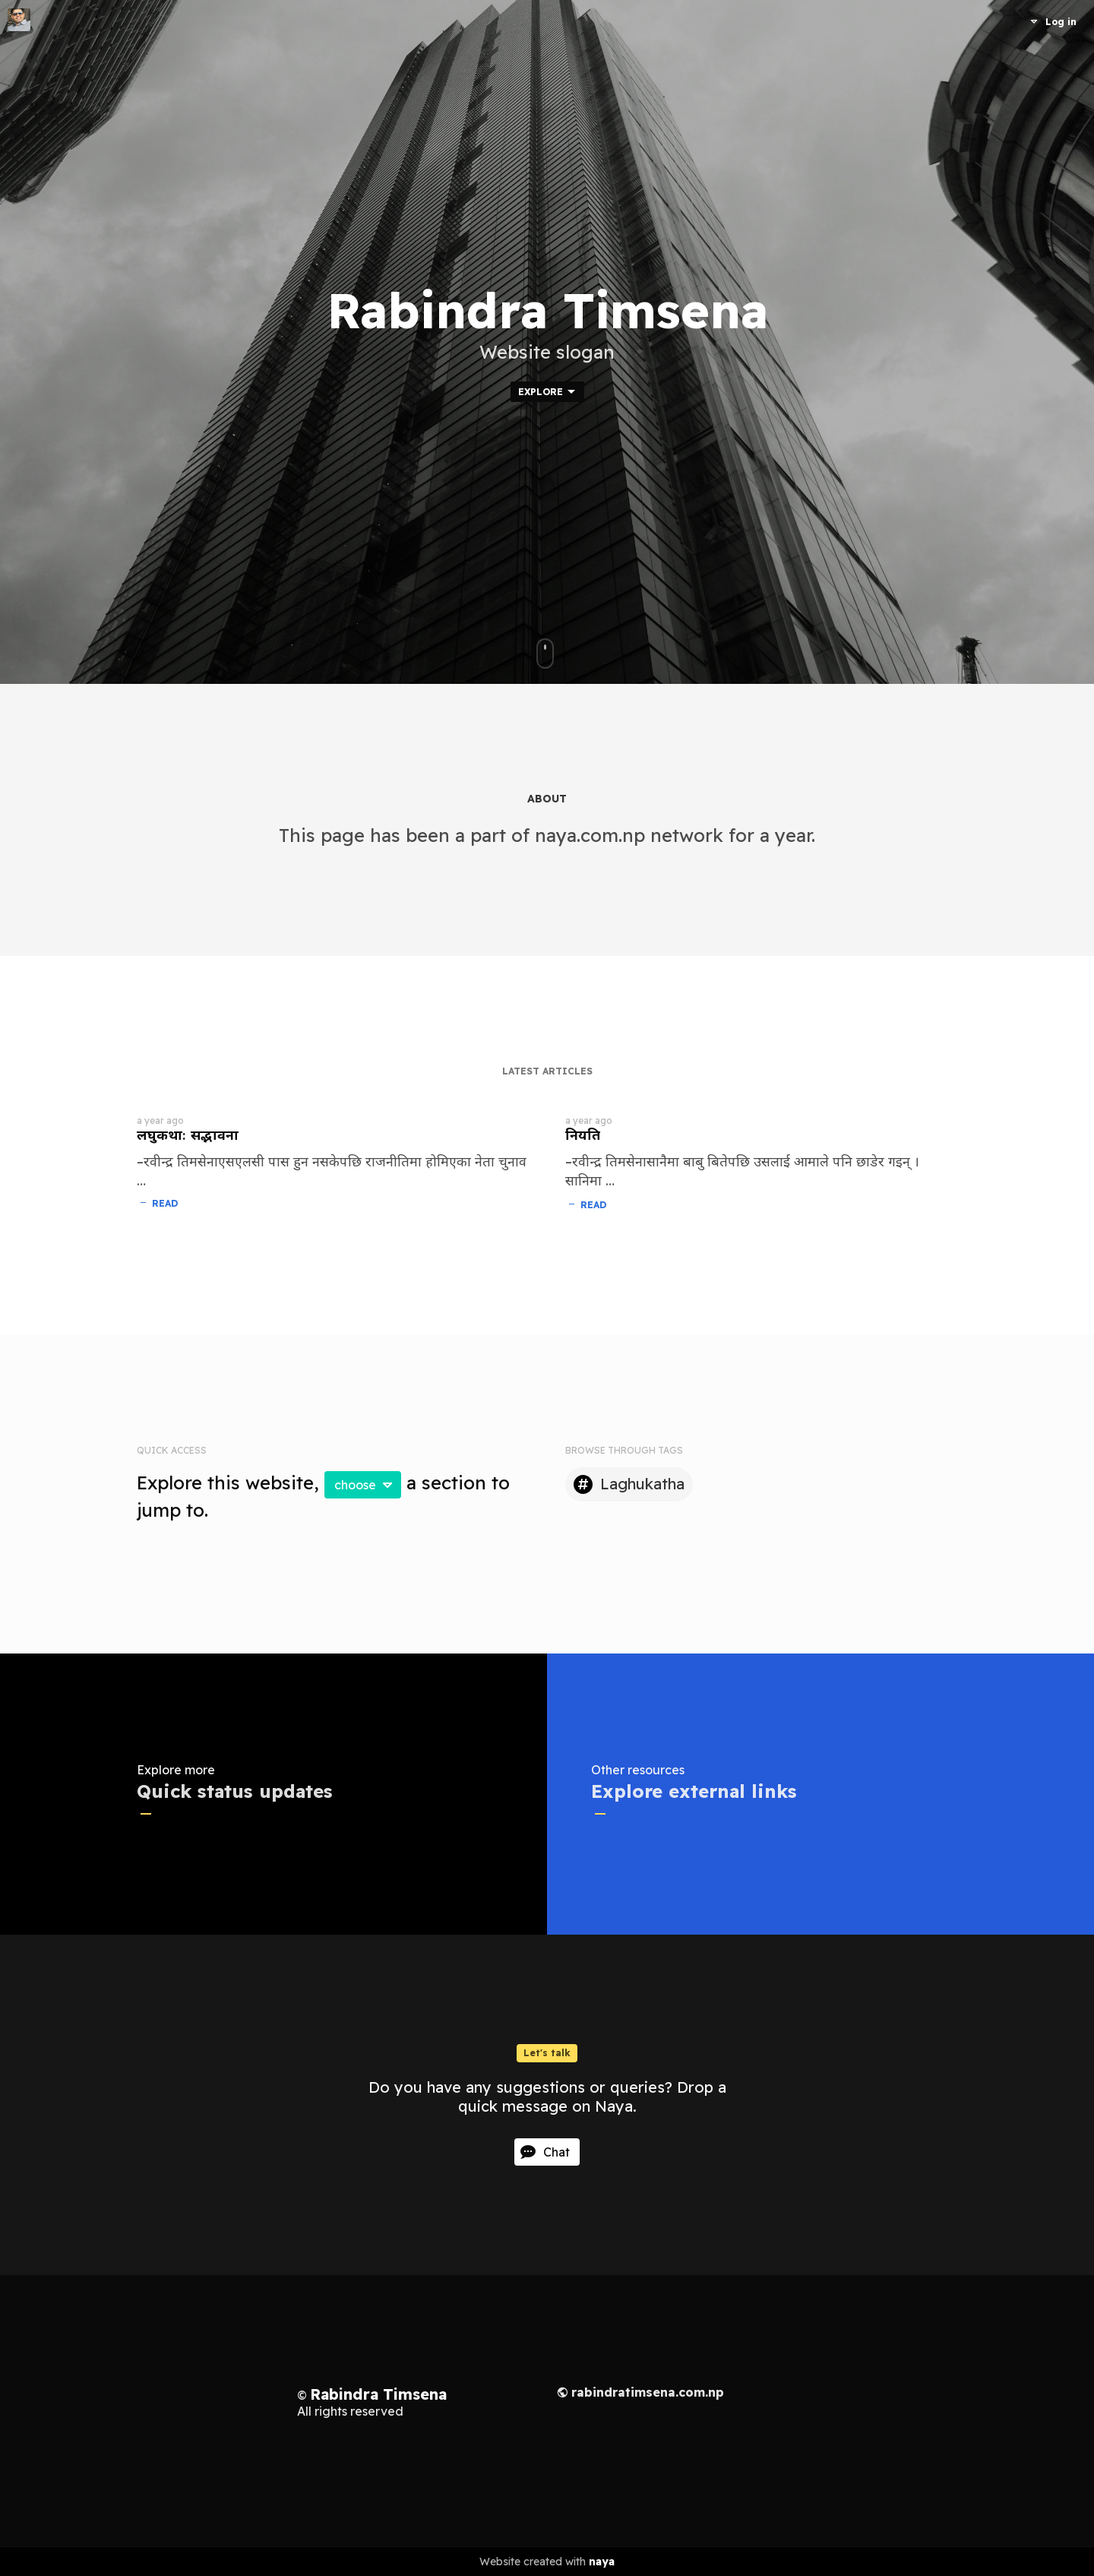 Log in
Rabindra Timsena
Website slogan
EXPLORE
ABOUT
This page has been a part of naya.com.np network for a year.
LATEST ARTICLES
a year ago
लघुकथा: सद्भावना
–रवीन्द्र तिमसेनाएसएलसी पास हुन नसकेपछि राजनीतिमा होमिएका नेता चुनाव
...
READ
a year ago
नियति
–रवीन्द्र तिमसेनासानैमा बाबु बितेपछि उसलाई आमाले पनि छाडेर गइन् ।
सानिमा ...
READ
QUICK ACCESS
Explore this website, choose a section to
jump to.
BROWSE THROUGH TAGS
# Laghukatha
Explore more
Quick status updates
Other resources
Explore external links
Let's talk
Do you have any suggestions or queries? Drop a
quick message on Naya.
Chat
© Rabindra Timsena
All rights reserved
rabindratimsena.com.np
Website created with naya